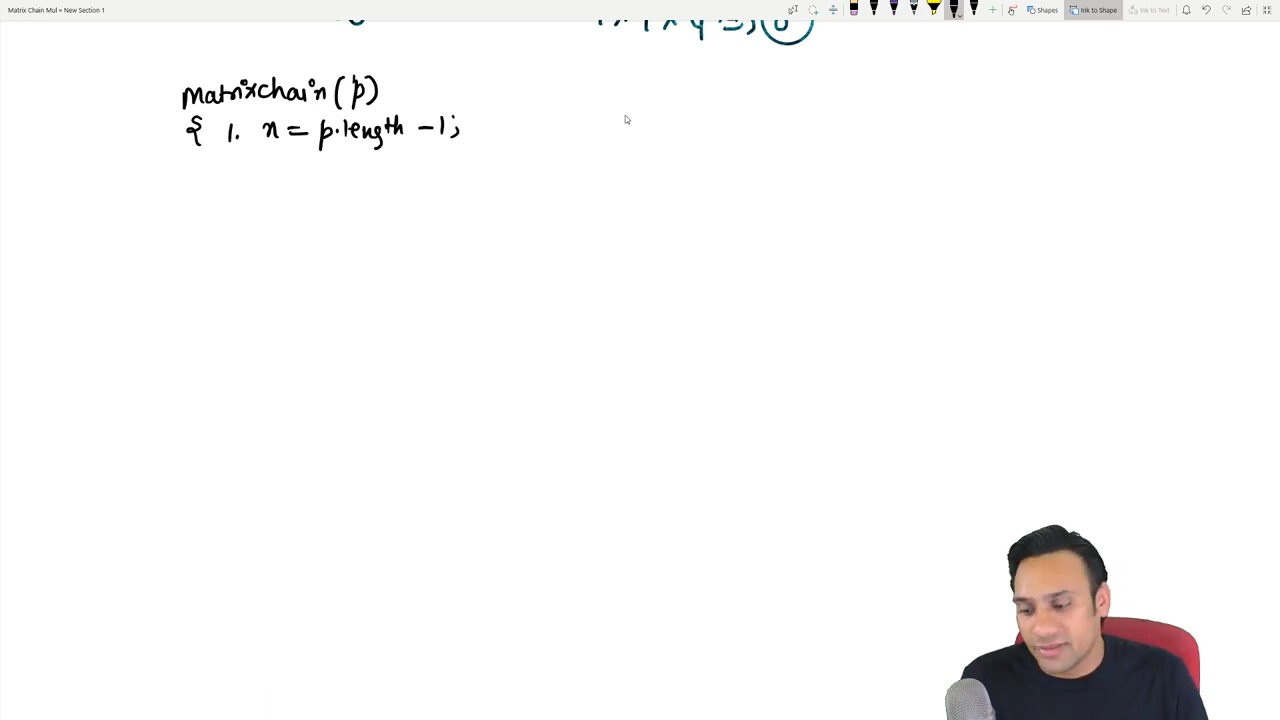 Matrix Chain Mul » New Section 1
Shapes
Ink to Shape
Ink to Text
Matrixchain (p)
{ 1. n = p.length -1;